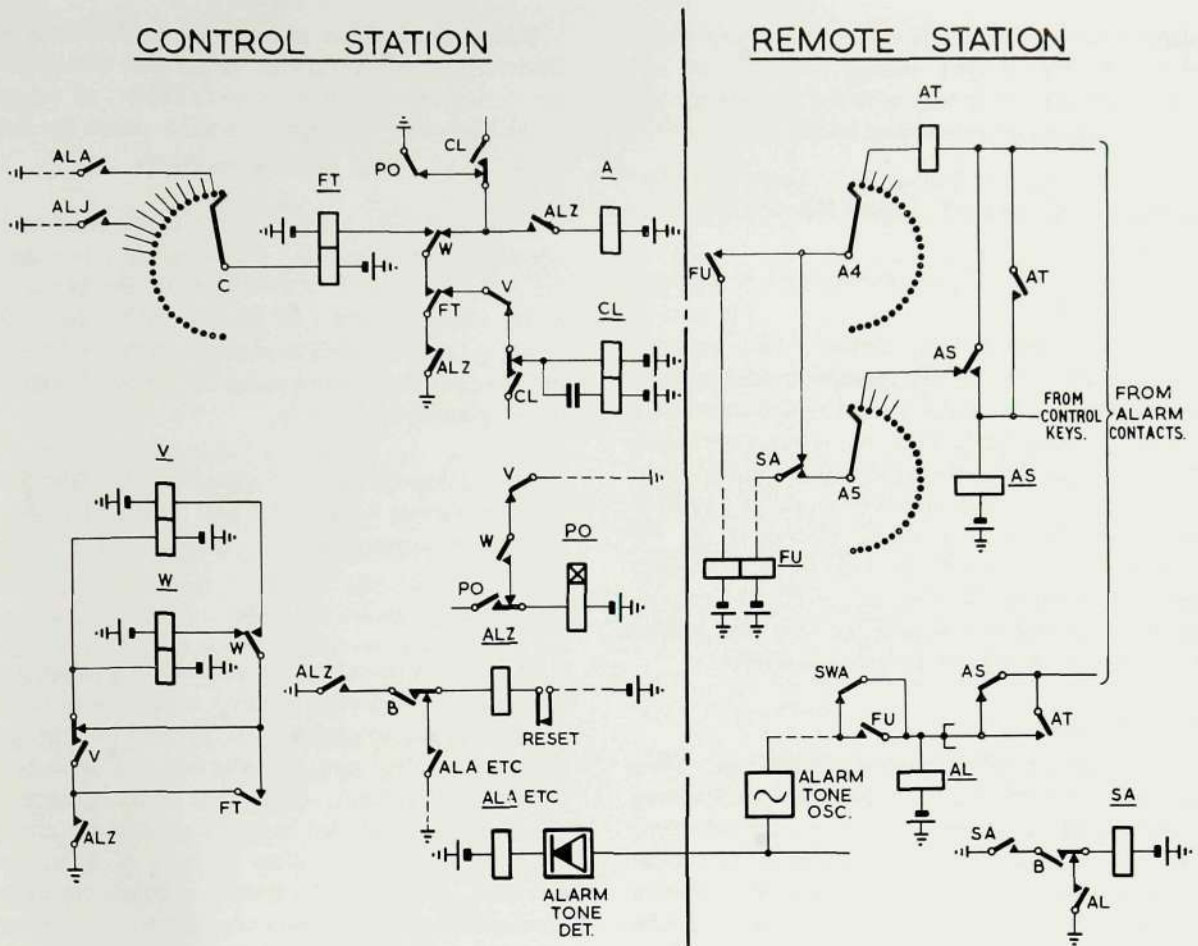 CONTROL STATION
REMOTE STATION
ALA
ALJ
C
FT
PO
CL
W
FT
ALZ
V
CL
ALZ
A
CL
V
W
W
V
FT
ALZ
V
W
PO
PO
ALZ
ALZ
B
RESET
ALA ETC
ALA ETC
ALARM
TONE
DET.
AT
FU
A4
AT
AS
FROM
CONTROL
KEYS.
FROM
ALARM
CONTACTS.
SA
A5
AS
FU
SWA
FU
AS
AT
AL
ALARM
TONE
OSC.
SA
SA
B
AL